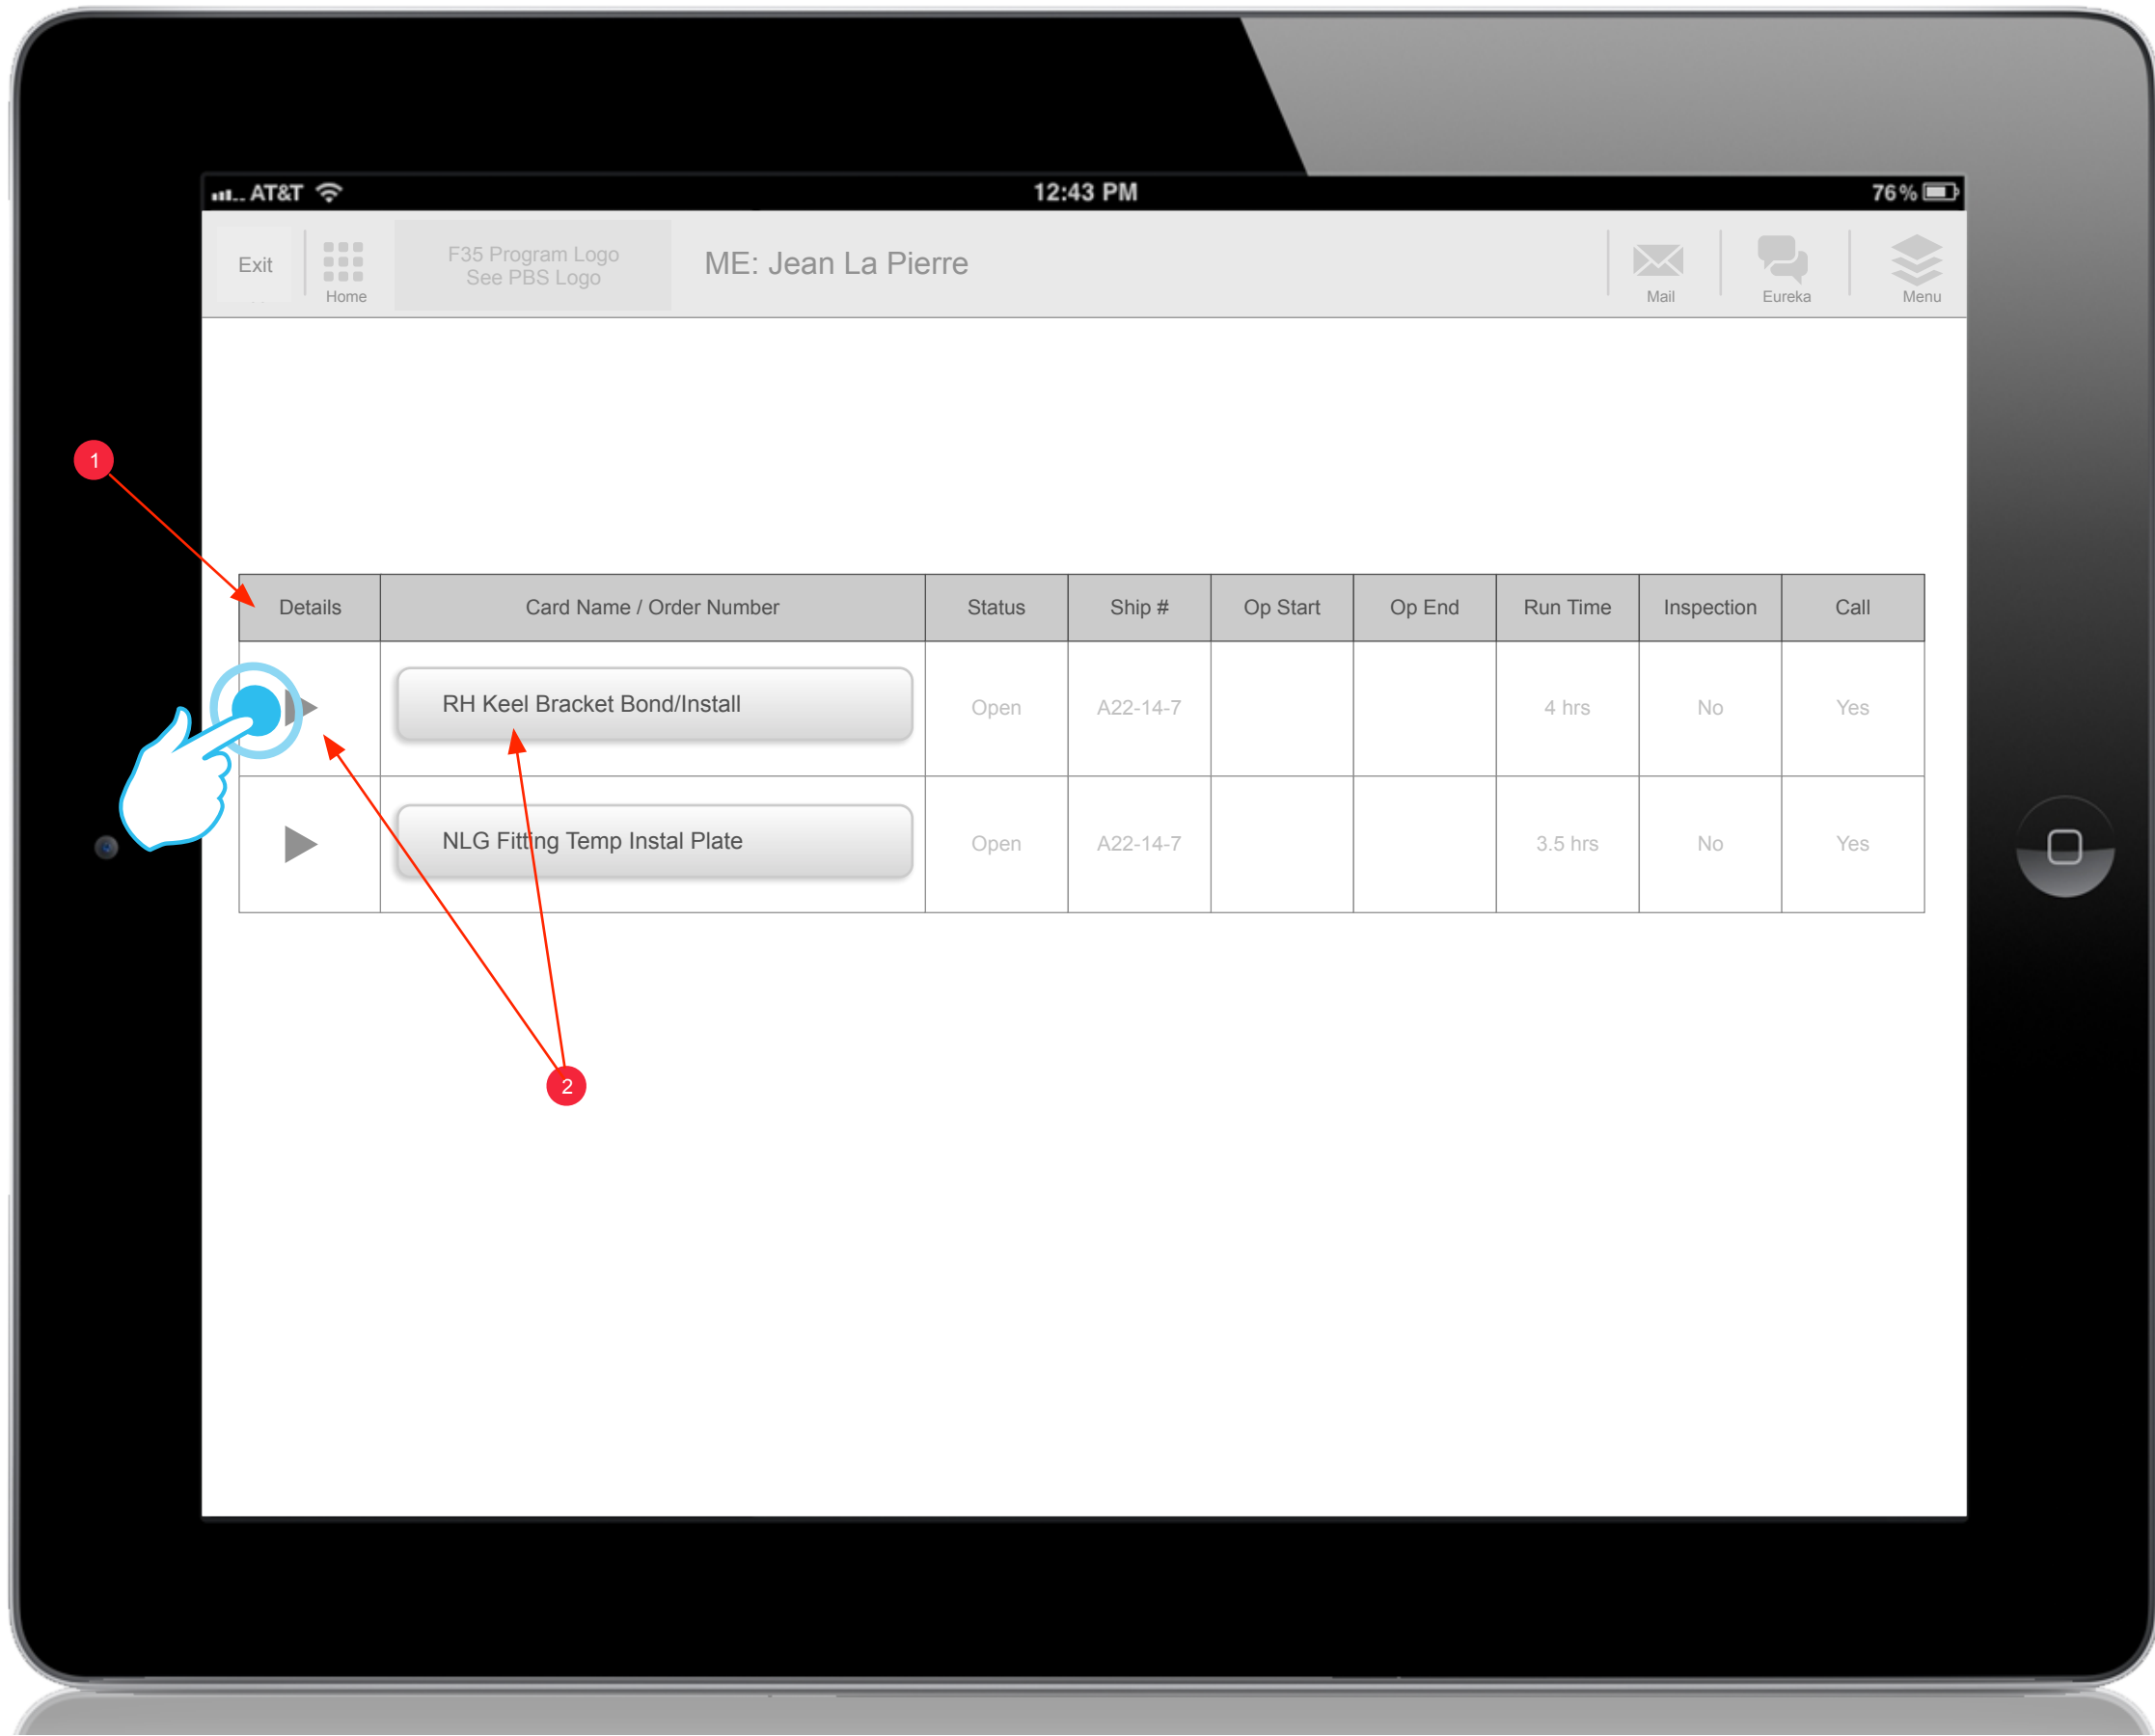 AT&T 12:43 PM 76%
Exit Home F35 Program Logo ME: Jean La Pierre Mail Eureka Menu
See PBS Logo
1
Details Card Name / Order Number Status Ship # Op Start Op End Run Time Inspection Call
RH Keel Bracket Bond/Install Open A22-14-7 4 hrs No Yes
NLG Fitting Temp Instal Plate Open A22-14-7 3.5 hrs No Yes
2